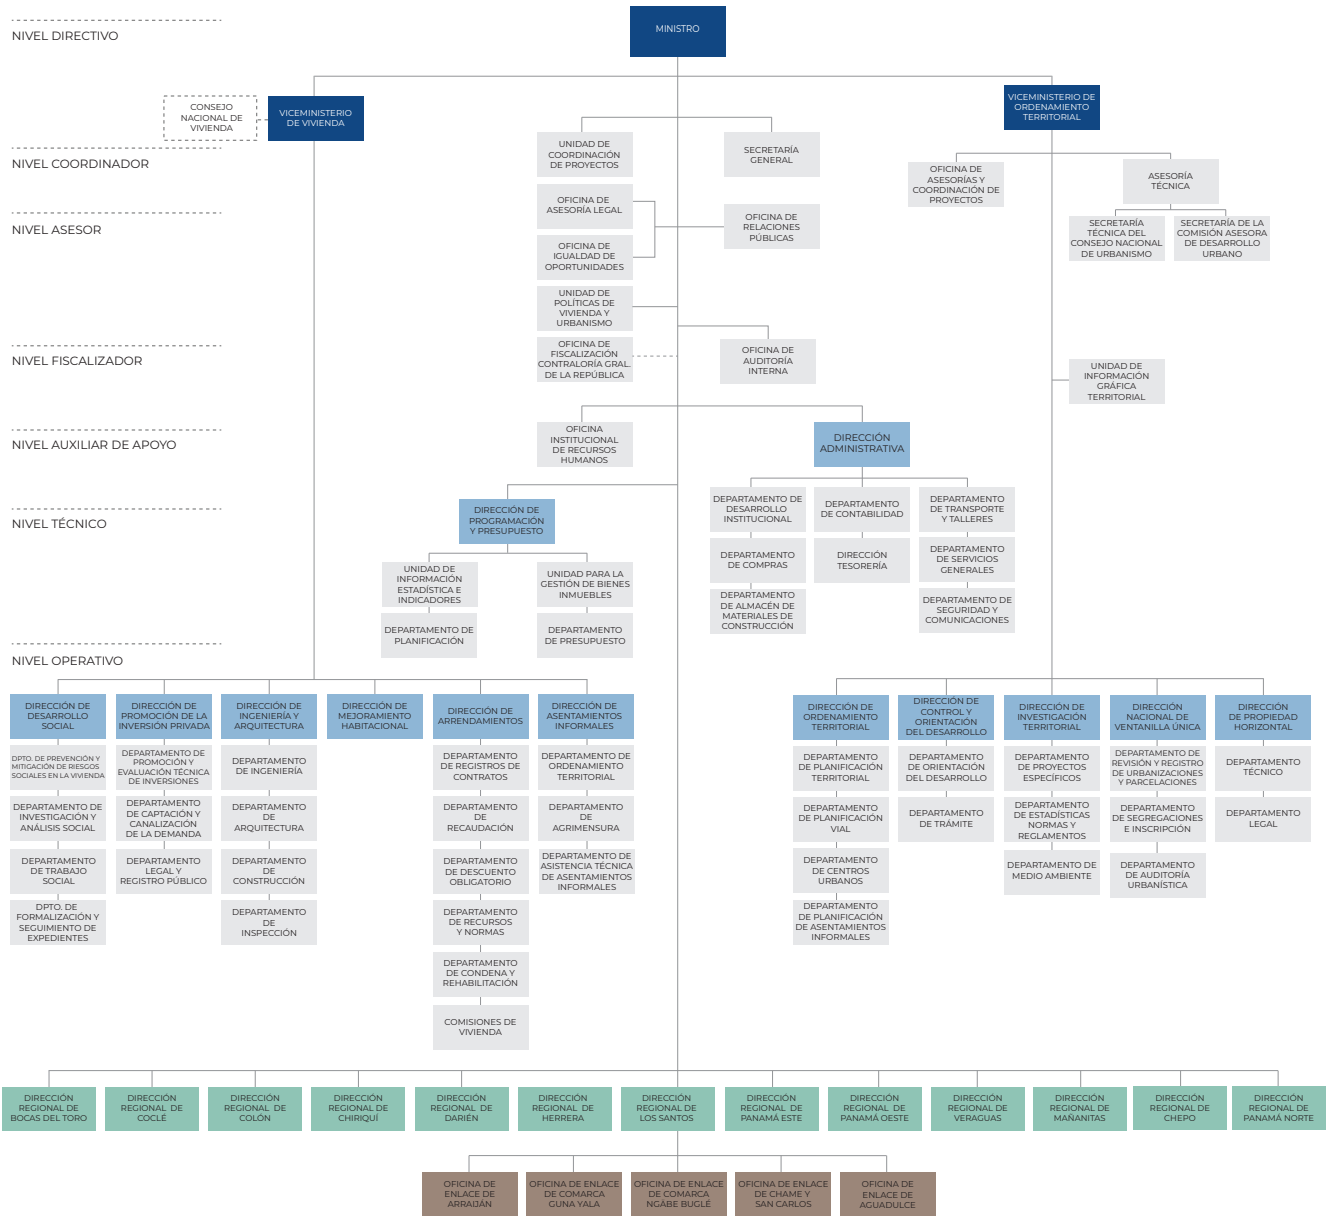 NIVEL DIRECTIVO
MINISTRO
CONSEJO
NACIONAL DE
VIVIENDA
VICEMINISTERIO
DE VIVIENDA
VICEMINISTERIO DE
ORDENAMIENTO
TERRITORIAL
NIVEL COORDINADOR
UNIDAD DE
COORDINACIÓN
DE PROYECTOS
SECRETARÍA
GENERAL
OFICINA DE
ASESORÍAS Y
COORDINACIÓN DE
PROYECTOS
ASESORÍA
TÉCNICA
NIVEL ASESOR
OFICINA DE
ASESORÍA LEGAL
OFICINA DE
RELACIONES
PÚBLICAS
SECRETARÍA
TÉCNICA DEL
CONSEJO NACIONAL
DE URBANISMO
SECRETARÍA DE LA
COMISIÓN ASESORA
DE DESARROLLO
URBANO
OFICINA DE
IGUALDAD DE
OPORTUNIDADES
UNIDAD DE
POLÍTICAS DE
VIVIENDA Y
URBANISMO
NIVEL FISCALIZADOR
OFICINA DE
FISCALIZACIÓN
CONTRALORÍA GRAL.
DE LA REPÚBLICA
OFICINA DE
AUDITORÍA
INTERNA
UNIDAD DE
INFORMACIÓN
GRÁFICA
TERRITORIAL
NIVEL AUXILIAR DE APOYO
OFICINA
INSTITUCIONAL
DE RECURSOS
HUMANOS
DIRECCIÓN
ADMINISTRATIVA
NIVEL TÉCNICO
DIRECCIÓN DE
PROGRAMACIÓN
Y PRESUPUESTO
DEPARTAMENTO DE
DESARROLLO
INSTITUCIONAL
DEPARTAMENTO
DE CONTABILIDAD
DEPARTAMENTO
DE TRANSPORTE
Y TALLERES
DEPARTAMENTO
DE COMPRAS
DIRECCIÓN
TESORERÍA
DEPARTAMENTO
DE SERVICIOS
GENERALES
UNIDAD DE
INFORMACIÓN
ESTADÍSTICA E
INDICADORES
UNIDAD PARA LA
GESTIÓN DE BIENES
INMUEBLES
DEPARTAMENTO
DE ALMACÉN DE
MATERIALES DE
CONSTRUCCIÓN
DEPARTAMENTO DE
SEGURIDAD Y
COMUNICACIONES
DEPARTAMENTO DE
PLANIFICACIÓN
DEPARTAMENTO
DE PRESUPUESTO
NIVEL OPERATIVO
DIRECCIÓN DE
DESARROLLO
SOCIAL
DIRECCIÓN DE
PROMOCIÓN DE LA
INVERSIÓN PRIVADA
DIRECCIÓN DE
INGENIERÍA Y
ARQUITECTURA
DIRECCIÓN DE
MEJORAMIENTO
HABITACIONAL
DIRECCIÓN DE
ARRENDAMIENTOS
DIRECCIÓN DE
ASENTAMIENTOS
INFORMALES
DIRECCIÓN DE
ORDENAMIENTO
TERRITORIAL
DIRECCIÓN DE
CONTROL Y
ORIENTACIÓN
DEL DESARROLLO
DIRECCIÓN DE
INVESTIGACIÓN
TERRITORIAL
DIRECCIÓN
NACIONAL DE
VENTANILLA ÚNICA
DIRECCIÓN
DE PROPIEDAD
HORIZONTAL
DPTO. DE PREVENCIÓN Y
MITIGACIÓN DE RIESGOS
SOCIALES EN LA VIVIENDA
DEPARTAMENTO DE
PROMOCIÓN Y
EVALUACIÓN TÉCNICA
DE INVERSIONES
DEPARTAMENTO
DE INGENIERÍA
DEPARTAMENTO
DE REGISTROS DE
CONTRATOS
DEPARTAMENTO DE
ORDENAMIENTO
TERRITORIAL
DEPARTAMENTO
DE PLANIFICACIÓN
TERRITORIAL
DEPARTAMENTO
DE ORIENTACIÓN
DEL DESARROLLO
DEPARTAMENTO
DE PROYECTOS
ESPECÍFICOS
DEPARTAMENTO DE
REVISIÓN Y REGISTRO
DE URBANIZACIONES
Y PARCELACIONES
DEPARTAMENTO
TÉCNICO
DEPARTAMENTO DE
INVESTIGACIÓN Y
ANÁLISIS SOCIAL
DEPARTAMENTO
DE CAPTACIÓN Y
CANALIZACIÓN
DE LA DEMANDA
DEPARTAMENTO
DE
ARQUITECTURA
DEPARTAMENTO
DE
RECAUDACIÓN
DEPARTAMENTO
DE
AGRIMENSURA
DEPARTAMENTO
DE PLANIFICACIÓN
VIAL
DEPARTAMENTO
DE TRÁMITE
DEPARTAMENTO
DE ESTADÍSTICAS
NORMAS Y
REGLAMENTOS
DEPARTAMENTO
DE SEGREGACIONES
E INSCRIPCIÓN
DEPARTAMENTO
LEGAL
DEPARTAMENTO
DE TRABAJO
SOCIAL
DEPARTAMENTO
LEGAL Y
REGISTRO PÚBLICO
DEPARTAMENTO
DE
CONSTRUCCIÓN
DEPARTAMENTO
DE DESCUENTO
OBLIGATORIO
DEPARTAMENTO DE
ASISTENCIA TÉCNICA
DE ASENTAMIENTOS
INFORMALES
DEPARTAMENTO
DE CENTROS
URBANOS
DEPARTAMENTO DE
MEDIO AMBIENTE
DEPARTAMENTO
DE AUDITORÍA
URBANÍSTICA
DPTO. DE
FORMALIZACIÓN Y
SEGUIMIENTO DE
EXPEDIENTES
DEPARTAMENTO
DE
INSPECCIÓN
DEPARTAMENTO
DE RECURSOS
Y NORMAS
DEPARTAMENTO
DE PLANIFICACIÓN
DE ASENTAMIENTOS
INFORMALES
DEPARTAMENTO
DE CONDENA Y
REHABILITACIÓN
COMISIONES DE
VIVIENDA
DIRECCIÓN
REGIONAL DE
BOCAS DEL TORO
DIRECCIÓN
REGIONAL DE
COCLÉ
DIRECCIÓN
REGIONAL DE
COLÓN
DIRECCIÓN
REGIONAL DE
CHIRIQUÍ
DIRECCIÓN
REGIONAL DE
DARIÉN
DIRECCIÓN
REGIONAL DE
HERRERA
DIRECCIÓN
REGIONAL DE
LOS SANTOS
DIRECCIÓN
REGIONAL DE
PANAMÁ ESTE
DIRECCIÓN
REGIONAL DE
PANAMÁ OESTE
DIRECCIÓN
REGIONAL DE
VERAGUAS
DIRECCIÓN
REGIONAL DE
MAÑANITAS
DIRECCIÓN
REGIONAL DE
CHEPO
DIRECCIÓN
REGIONAL DE
PANAMÁ NORTE
OFICINA DE
ENLACE DE
ARRAIJÁN
OFICINA DE ENLACE
DE COMARCA
GUNA YALA
OFICINA DE ENLACE
DE COMARCA
NGÄBE BUGLÉ
OFICINA DE ENLACE
DE CHAME Y
SAN CARLOS
OFICINA DE
ENLACE DE
AGUADULCE